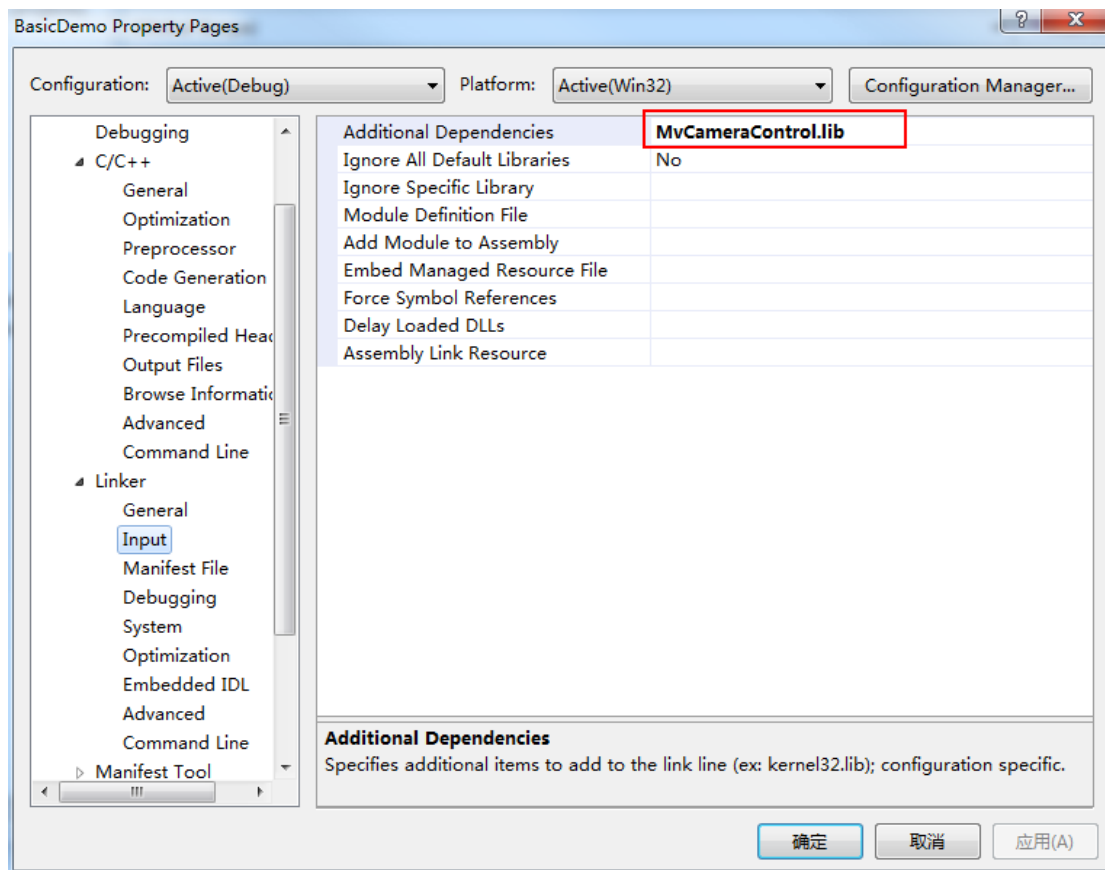 BasicDemo Property Pages
Configuration: Active(Debug) Platform: Active(Win32) Configuration Manager...
Debugging
C/C++
General
Optimization
Preprocessor
Code Generation
Language
Precompiled Head
Output Files
Browse Informatio
Advanced
Command Line
Linker
General
Input
Manifest File
Debugging
System
Optimization
Embedded IDL
Advanced
Command Line
Manifest Tool
Additional Dependencies MvCameraControl.lib
Ignore All Default Libraries No
Ignore Specific Library
Module Definition File
Add Module to Assembly
Embed Managed Resource File
Force Symbol References
Delay Loaded DLLs
Assembly Link Resource
Additional Dependencies
Specifies additional items to add to the link line (ex: kernel32.lib); configuration specific.
确定 取消 应用(A)